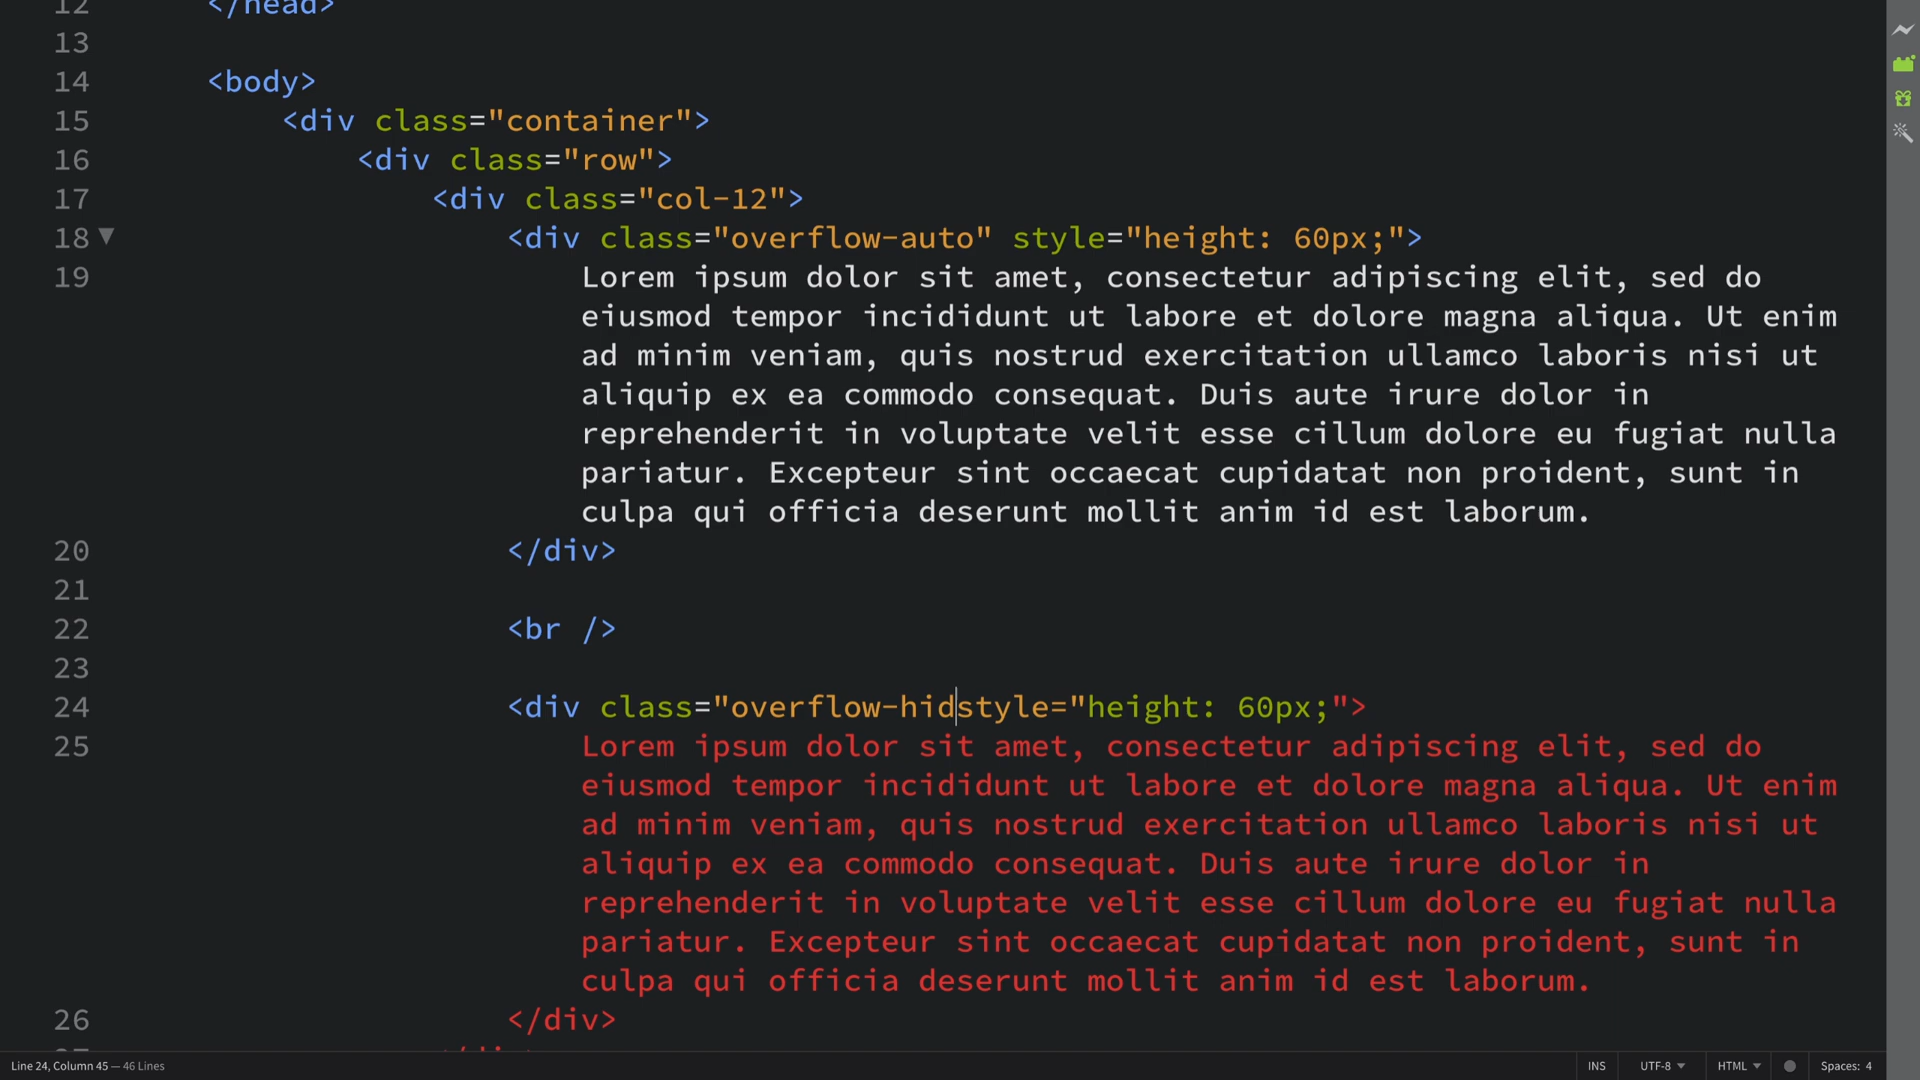 12 </head>
13
14 <body>
15 <div class="container">
16 <div class="row">
17 <div class="col-12">
18 <div class="overflow-auto" style="height: 60px;">
19 Lorem ipsum dolor sit amet, consectetur adipiscing elit, sed do
eiusmod tempor incididunt ut labore et dolore magna aliqua. Ut enim
ad minim veniam, quis nostrud exercitation ullamco laboris nisi ut
aliquip ex ea commodo consequat. Duis aute irure dolor in
reprehenderit in voluptate velit esse cillum dolore eu fugiat nulla
pariatur. Excepteur sint occaecat cupidatat non proident, sunt in
culpa qui officia deserunt mollit anim id est laborum.
20 </div>
21
22 <br />
23
24 <div class="overflow-hidstyle="height: 60px;">
25 Lorem ipsum dolor sit amet, consectetur adipiscing elit, sed do
eiusmod tempor incididunt ut labore et dolore magna aliqua. Ut enim
ad minim veniam, quis nostrud exercitation ullamco laboris nisi ut
aliquip ex ea commodo consequat. Duis aute irure dolor in
reprehenderit in voluptate velit esse cillum dolore eu fugiat nulla
pariatur. Excepteur sint occaecat cupidatat non proident, sunt in
culpa qui officia deserunt mollit anim id est laborum.
26 </div>
Line 24, Column 45 — 46 Lines INS UTF-8 HTML Spaces: 4